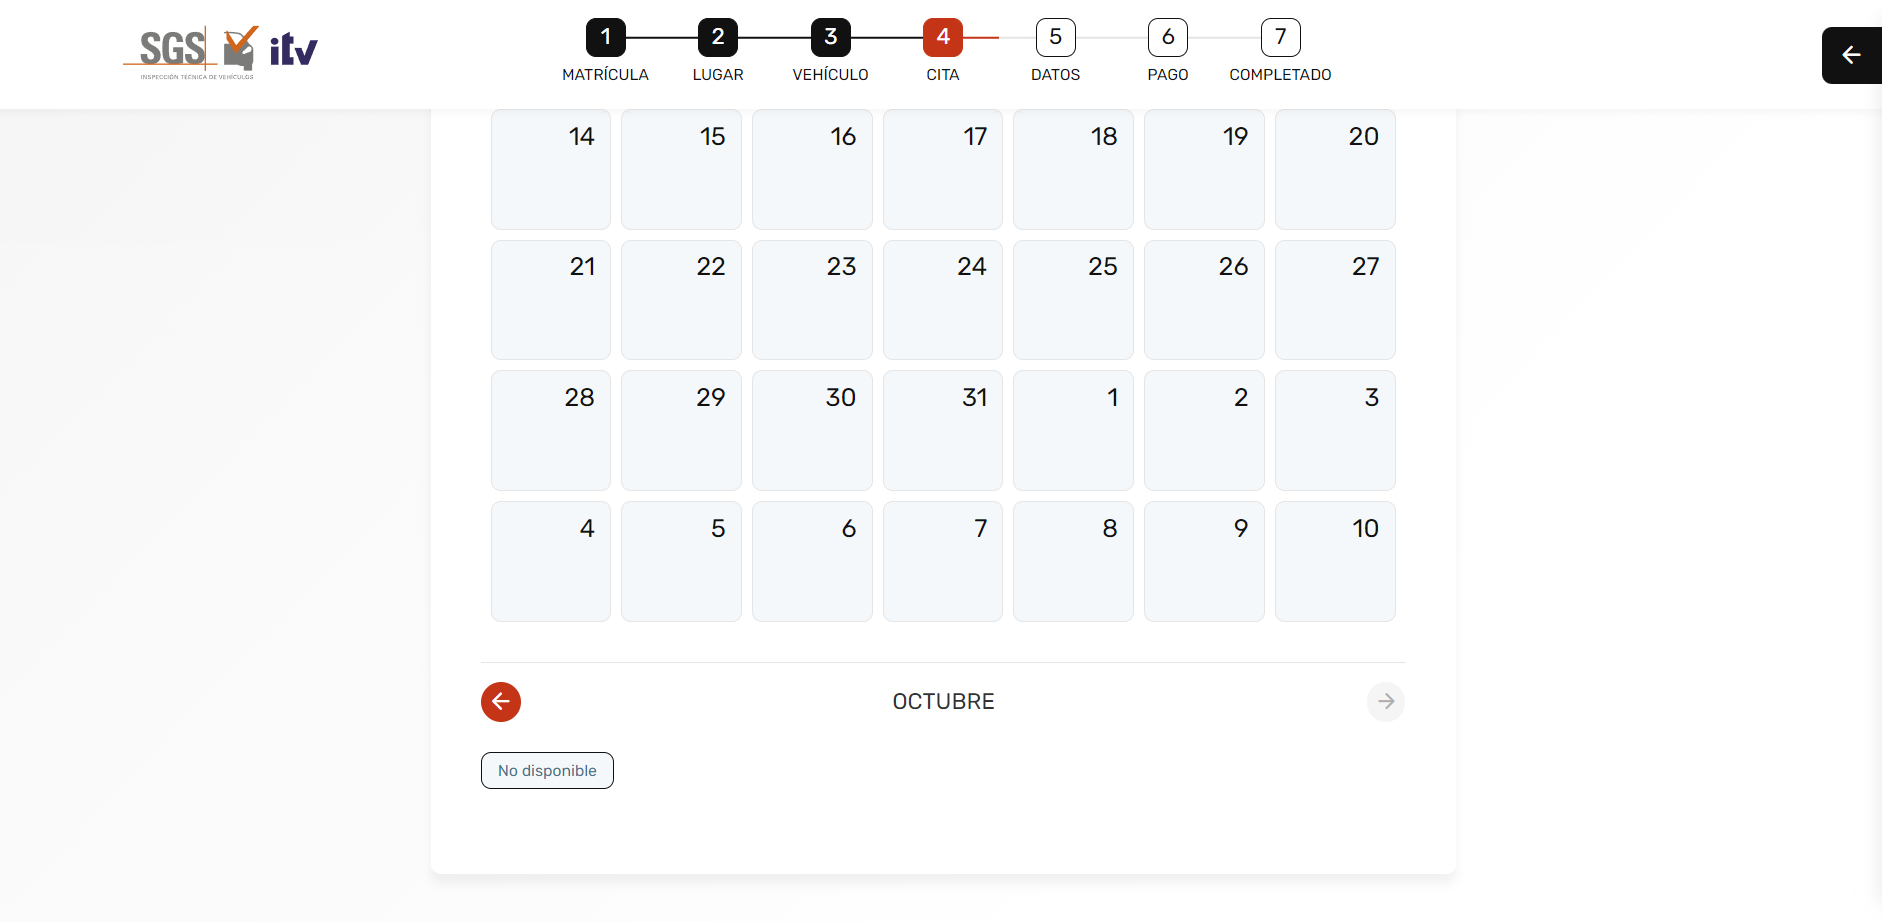 SGS itv
INSPECCIÓN TÉCNICA DE VEHÍCULOS
1 2 3 4 5 6 7
MATRÍCULA LUGAR VEHÍCULO CITA DATOS PAGO COMPLETADO
14 15 16 17 18 19 20
21 22 23 24 25 26 27
28 29 30 31 1 2 3
4 5 6 7 8 9 10
OCTUBRE
No disponible